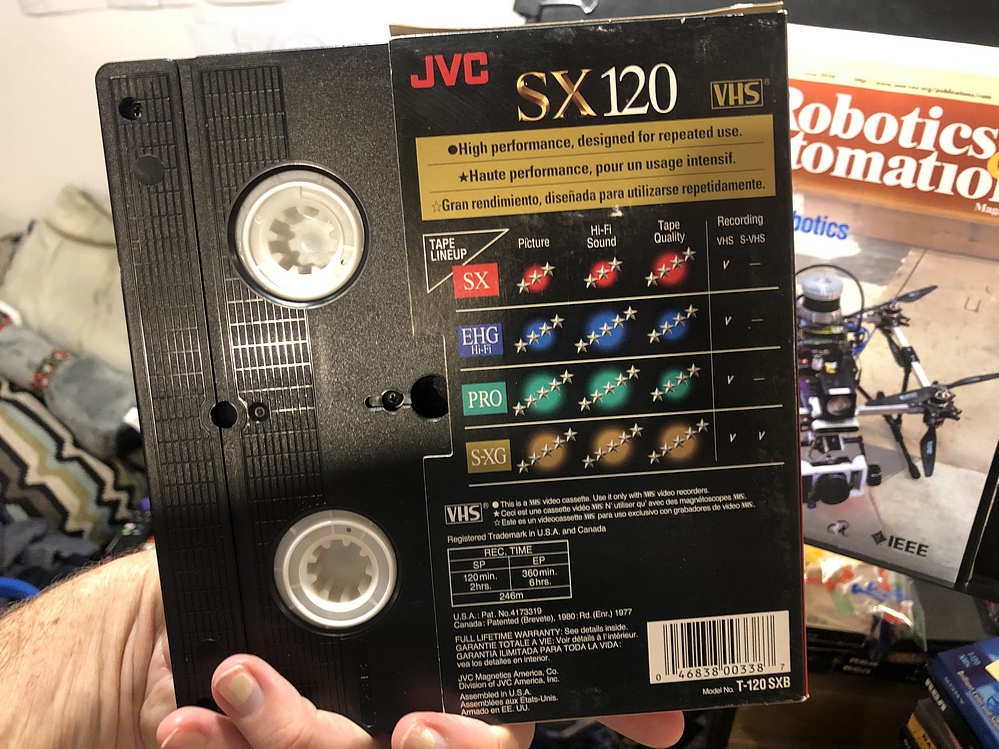 JVC
SX 120
VHS
●High performance, designed for repeated use.
★Haute performance, pour un usage intensif.
☆Gran rendimiento, diseñada para utilizarse repetidamente.
TAPE
LINEUP
Picture
Hi-Fi
Sound
Tape
Quality
Recording
VHS S-VHS
SX
EHG
Hi-Fi
PRO
S-XG
VHS
● This is a VHS video cassette. Use it only with VHS video recorders.
★ Ceci est une cassette vidéo VHS N' utiliser qu' avec des magnétoscopes VHS.
☆ Este es un videocassette VHS para uso exclusivo con grabadores de video VHS.
Registered Trademark in U.S.A. and Canada
REC. TIME
SP EP
120min. 360min.
2hrs. 6hrs.
246m
U.S.A.: Pat. No.4173319
Canada: Patented (Brevete), 1980: Rd. (Enr.) 1977
FULL LIFETIME WARRANTY: See details inside.
GARANTIE TOTALE A VIE: Voir détails à l'intérieur.
GARANTIA ILIMITADA PARA TODA LA VIDA:
vea los detalles en interior.
JVC Magnetics America, Co.
Division of JVC America, Inc.
Assembled in U.S.A.
Assemblées aux Etats-Unis.
Armado en EE. UU.
0 46838 00338 7
Model No. T-120 SXB
Robotics
tomatio
botics
IEEE